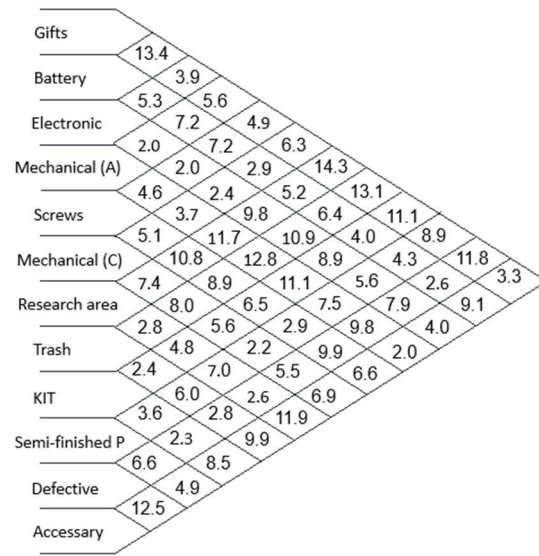 Gifts
13.4
Battery 3.9
5.3 5.6
Electronic 7.2 4.9
2.0 7.2 6.3
Mechanical (A) 2.0 2.9 14.3
4.6 2.4 5.2 13.1
Screws 3.7 9.8 6.4 11.1
5.1 11.7 10.9 4.0 8.9
Mechanical (C) 10.8 12.8 8.9 4.3 11.8
7.4 8.9 11.1 5.6 2.6 3.3
Research area 8.0 6.5 7.5 7.9 9.1
2.8 5.6 2.9 9.8 4.0
Trash 4.8 2.2 9.9 2.0
2.4 7.0 5.5 6.6
KIT 6.0 2.6 6.9
3.6 2.8 11.9
Semi-finished P 2.3 9.9
6.6 8.5
Defective 4.9
12.5
Accessary